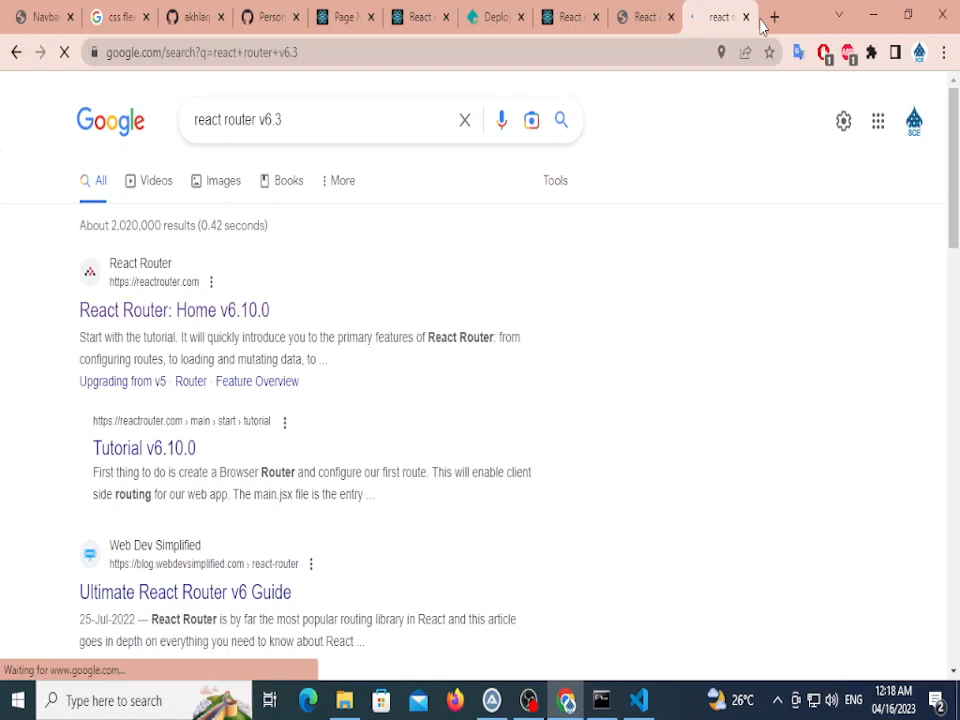 Navba
css fle
akhlaq
Person
Page N
React A
Deploy
React A
React A
react r
google.com/search?q=react+router+v6.3
1
1
SCE
Google
react router v6.3
SCE
All
Videos
Images
Books
More
Tools
About 2,020,000 results (0.42 seconds)
React Router
https://reactrouter.com
React Router: Home v6.10.0
Start with the tutorial. It will quickly introduce you to the primary features of React Router: from
configuring routes, to loading and mutating data, to ...
Upgrading from v5 · Router · Feature Overview
https://reactrouter.com › main › start › tutorial
Tutorial v6.10.0
First thing to do is create a Browser Router and configure our first route. This will enable client
side routing for our web app. The main.jsx file is the entry ...
Web Dev Simplified
https://blog.webdevsimplified.com › react-router
Ultimate React Router v6 Guide
25-Jul-2022 — React Router is by far the most popular routing library in React and this article
goes in depth on everything you need to know about React ...
Waiting for www.google.com...
Type here to search
26°C
ENG
12:18 AM
04/16/2023
2